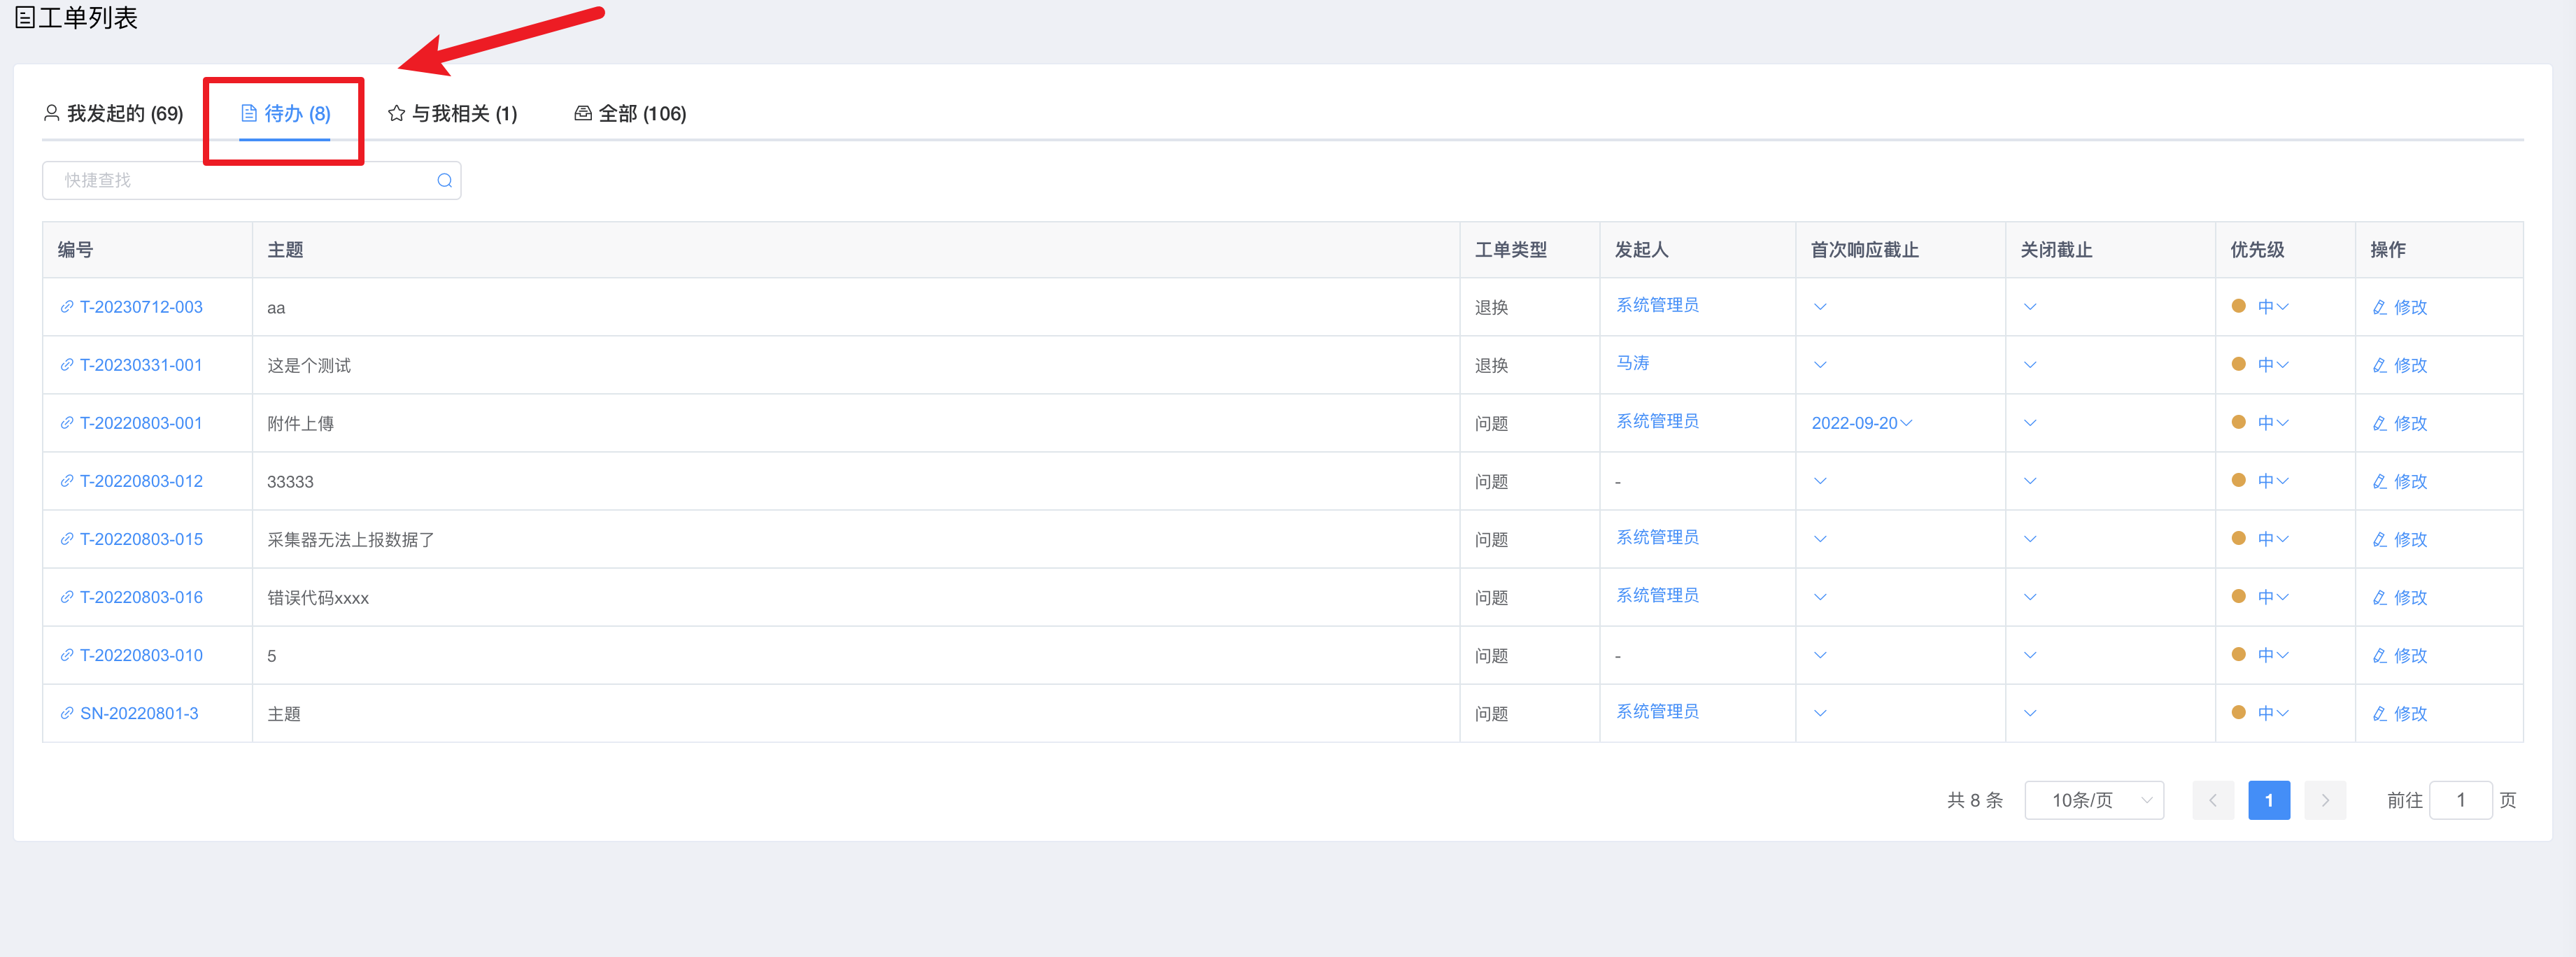 工单列表
我发起的 (69) 待办 (8) 与我相关 (1) 全部 (106)
快捷查找
编号 主题 工单类型 发起人 首次响应截止 关闭截止 优先级 操作
T-20230712-003 aa 退换 系统管理员 中 修改
T-20230331-001 这是个测试 退换 马涛 中 修改
T-20220803-001 附件上傳 问题 系统管理员 2022-09-20 中 修改
T-20220803-012 33333 问题 - 中 修改
T-20220803-015 采集器无法上报数据了 问题 系统管理员 中 修改
T-20220803-016 错误代码xxxx 问题 系统管理员 中 修改
T-20220803-010 5 问题 - 中 修改
SN-20220801-3 主題 问题 系统管理员 中 修改
共 8 条 10条/页 1 前往 1 页